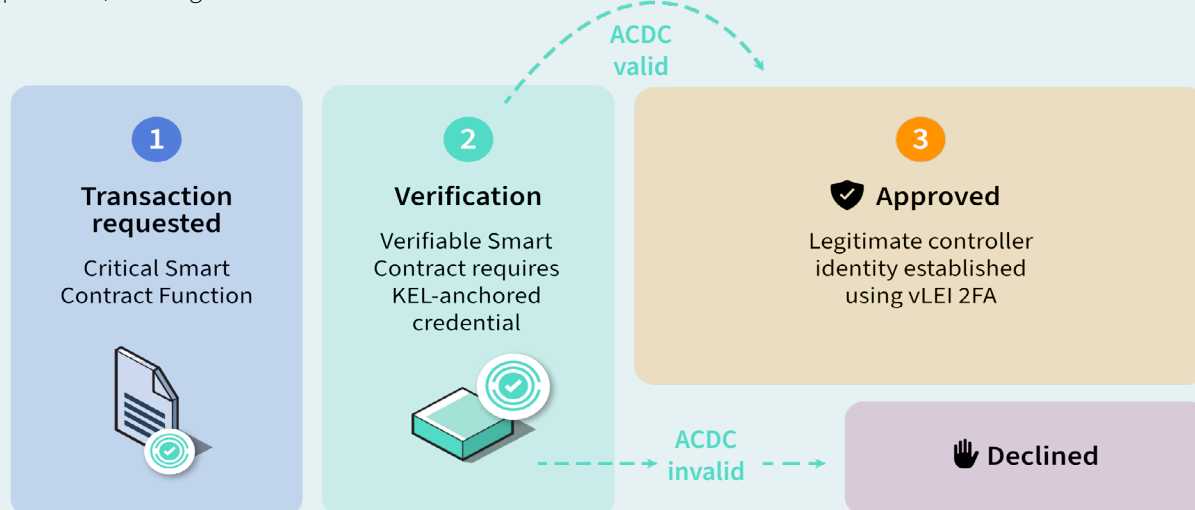 ACDC
valid
1
Transaction
requested
Critical Smart
Contract Function
2
Verification
Verifiable Smart
Contract requires
KEL-anchored
credential
3
Approved
Legitimate controller
identity established
using vLEI 2FA
ACDC
invalid
Declined